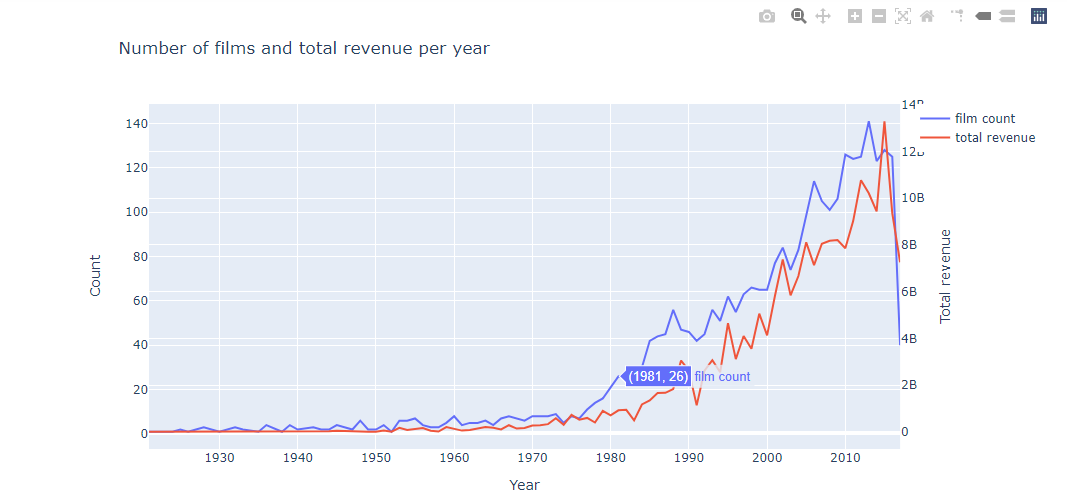 Number of films and total revenue per year
film count
total revenue
140
120
100
80
60
40
20
0
Count
12
10B
8B
6B
4B
2B
0
Total revenue
(1981, 26) film count
1930 1940 1950 1960 1970 1980 1990 2000 2010
Year